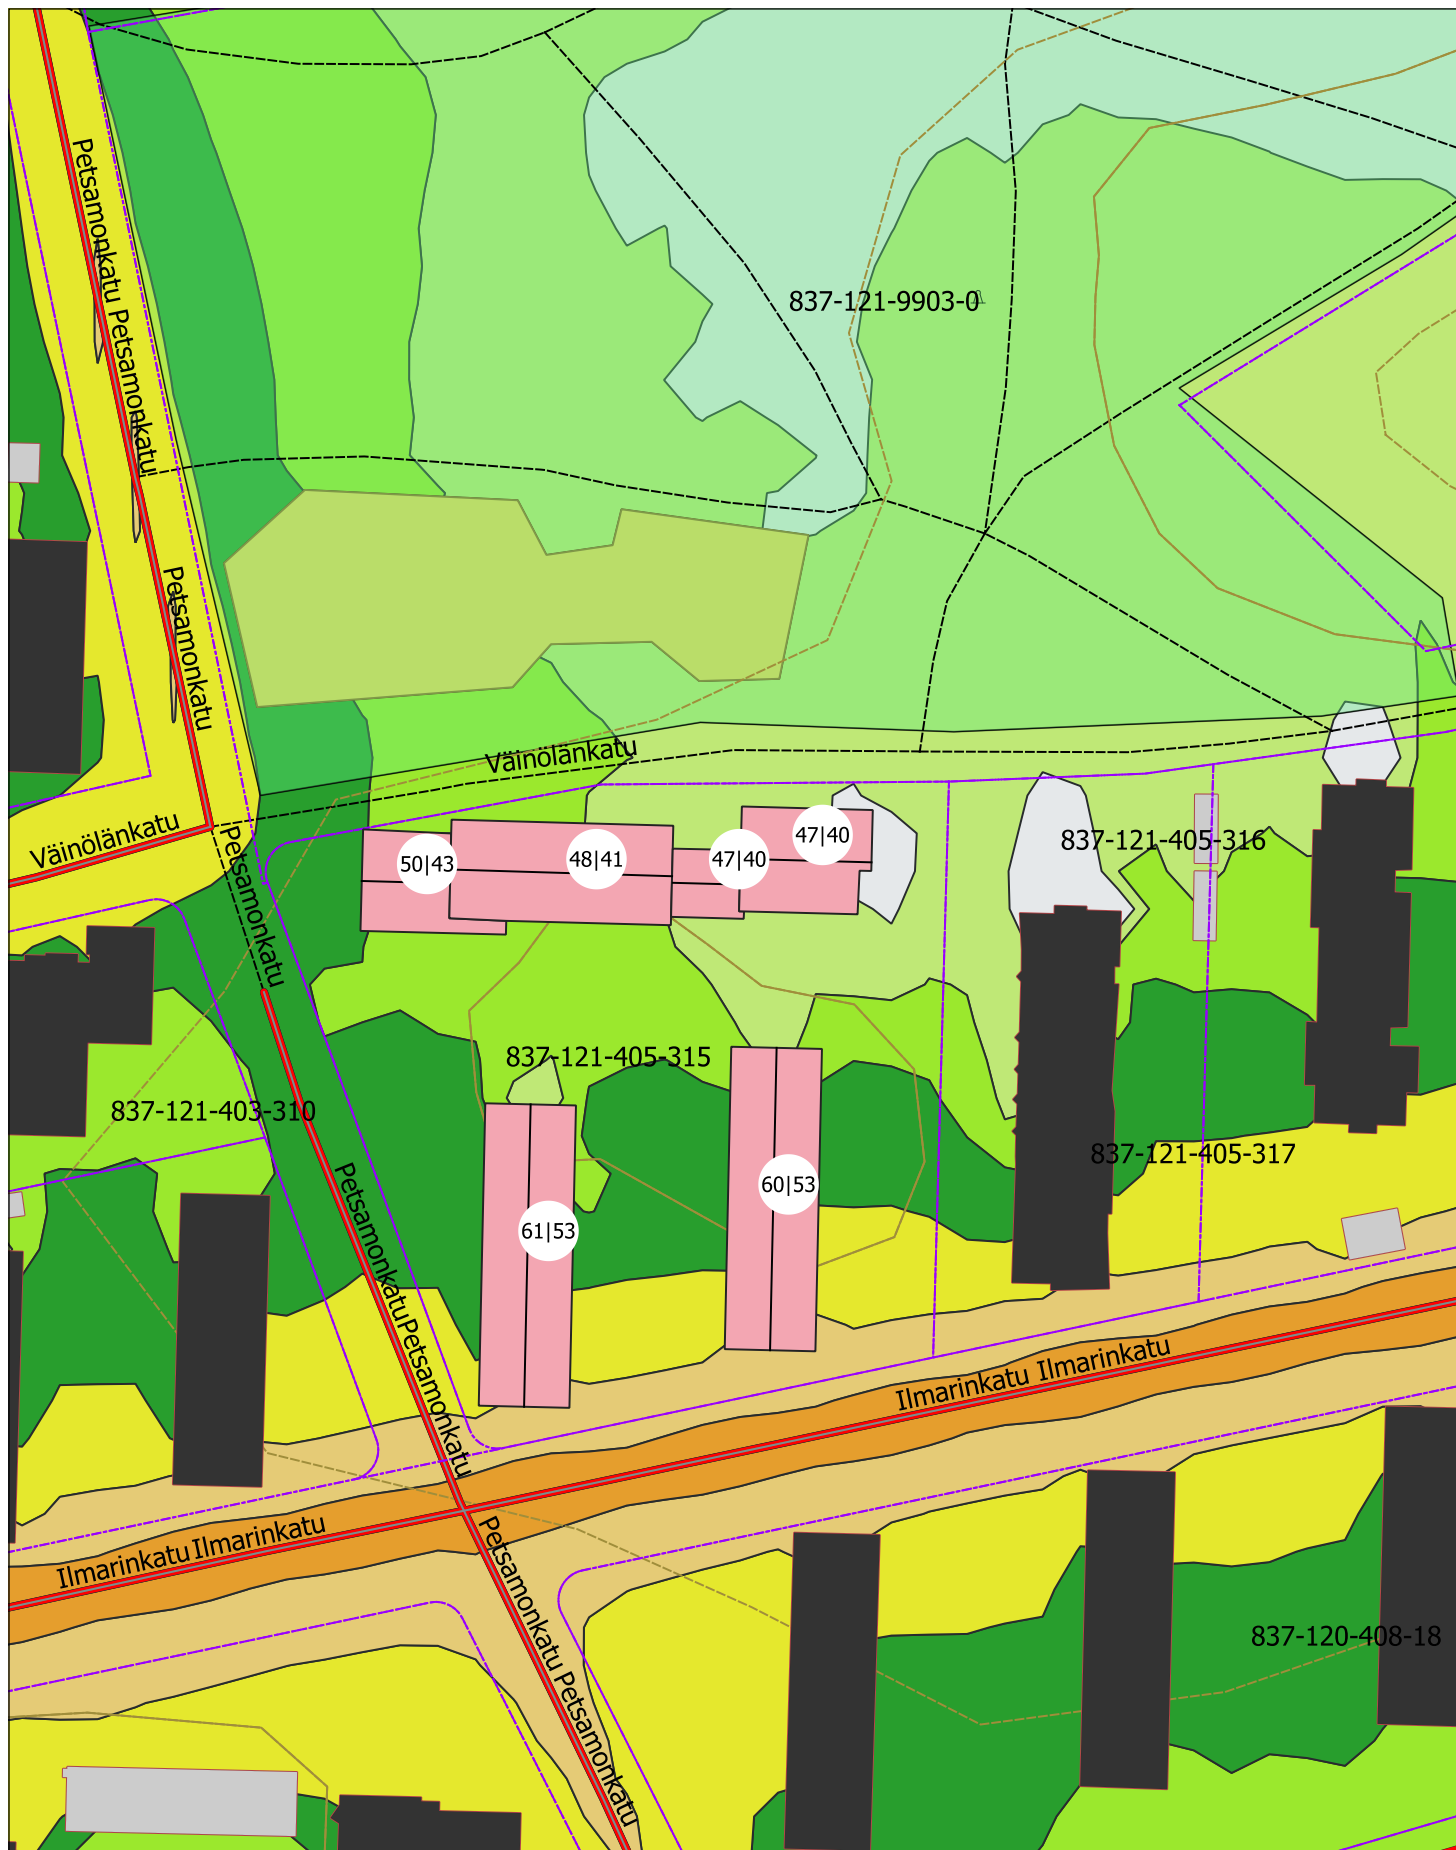 Petsamonkatu
Petsamonkatu
837-121-9903-0
Petsamonkatu
Väinölänkatu
Väinölänkatu
Petsamonkatu
50|43
48|41
47|40
47|40
837-121-405-316
837-121-405-315
837-121-403-310
837-121-405-317
60|53
61|53
Petsamonkatu
Petsamonkatu
Ilmarinkatu
Ilmarinkatu
Ilmarinkatu
Ilmarinkatu
Petsamonkatu
Petsamonkatu
837-120-408-18